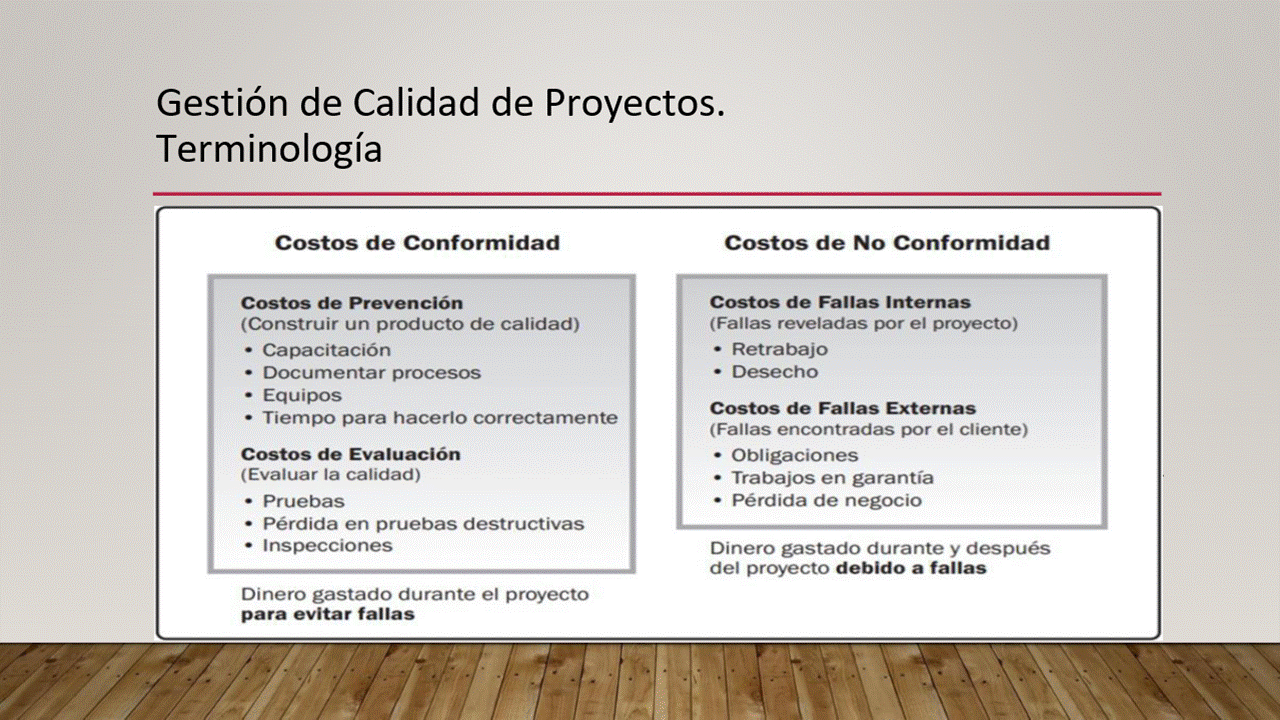 Gestión de Calidad de Proyectos.
Terminología
Costos de Conformidad
Costos de Prevención
(Construir un producto de calidad)
• Capacitación
• Documentar procesos
• Equipos
• Tiempo para hacerlo correctamente
Costos de Evaluación
(Evaluar la calidad)
• Pruebas
• Pérdida en pruebas destructivas
• Inspecciones
Dinero gastado durante el proyecto
para evitar fallas
Costos de No Conformidad
Costos de Fallas Internas
(Fallas reveladas por el proyecto)
• Retrabajo
• Desecho
Costos de Fallas Externas
(Fallas encontradas por el cliente)
• Obligaciones
• Trabajos en garantía
• Pérdida de negocio
Dinero gastado durante y después
del proyecto debido a fallas